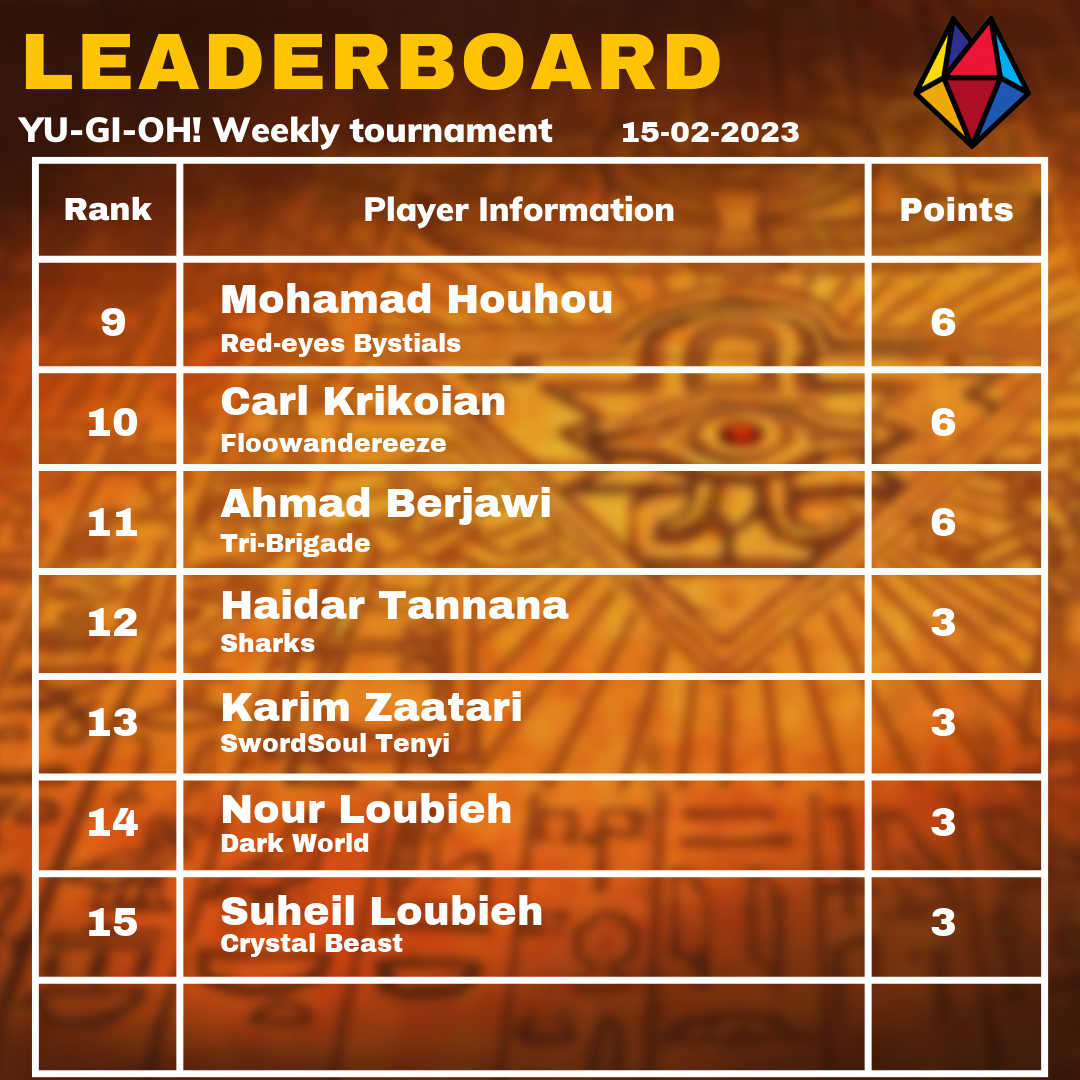 LEADERBOARD
YU-GI-OH! Weekly tournament 15-02-2023
Rank Player Information Points
9 Mohamad Houhou 6
Red-eyes Bystials
10 Carl Krikoian 6
Floowandereeze
11 Ahmad Berjawi 6
Tri-Brigade
12 Haidar Tannana 3
Sharks
13 Karim Zaatari 3
SwordSoul Tenyi
14 Nour Loubieh 3
Dark World
15 Suheil Loubieh 3
Crystal Beast